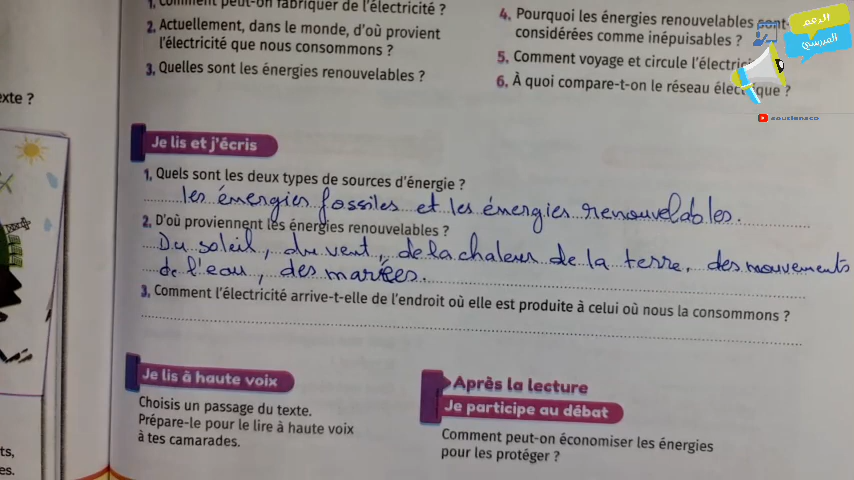 1. Comment peut-on fabriquer de l'électricité ?
2. Actuellement, dans le monde, d'où provient
l'électricité que nous consommons ?
3. Quelles sont les énergies renouvelables ?
4. Pourquoi les énergies renouvelables sont-
considérées comme inépuisables ?
5. Comment voyage et circule l'électricité
6. À quoi compare-t-on le réseau électrique ?
الدعم
المدرسي
soutieneco
exte ?
Je lis et j'écris
1. Quels sont les deux types de sources d'énergie ?
les énergies fossiles et les énergies renouvelables.
2. D'où proviennent les énergies renouvelables ?
Du soleil, du vent, de la chaleur de la terre, des mouvements
de l'eau, des marées.
3. Comment l'électricité arrive-t-elle de l'endroit où elle est produite à celui où nous la consommons ?
Je lis à haute voix
Choisis un passage du texte.
Prépare-le pour le lire à haute voix
à tes camarades.
Après la lecture
Je participe au débat
Comment peut-on économiser les énergies
pour les protéger ?
ts,
es.